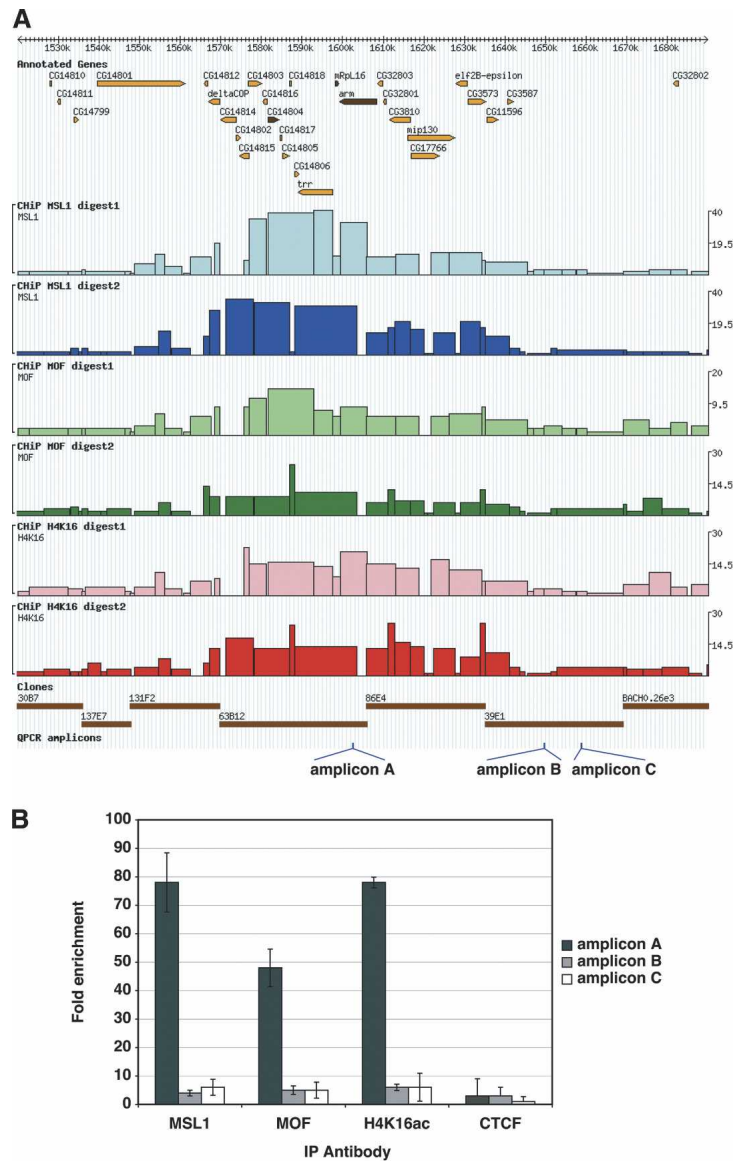 A
1530k 1540k 1550k 1560k 1570k 1580k 1590k 1600k 1610k 1620k 1630k 1640k 1650k 1660k 1670k 1680k
Annotated Genes
CG14810 CG14801 CG14812 CG14803 CG14818 mRpL16 CG32803 eIF2B-epsilon CG32802
CG14811 deltaCOP CG14816 arm CG32801 CG3573 CG3587
CG14799 CG14814 CG14804 CG3810 CG11596
CG14802 CG14817 mip130
CG14815 CG14805 CG17766
CG14806
trr
CHiP MSL1 digest1
MSL1
40
19.5
CHiP MSL1 digest2
MSL1
40
19.5
CHiP MOF digest1
MOF
20
9.5
CHiP MOF digest2
MOF
30
14.5
CHiP H4K16 digest1
H4K16
30
14.5
CHiP H4K16 digest2
H4K16
30
14.5
Clones
30B7 131F2 86E4 BACH0.26e3
137E7 63B12 39E1
QPCR amplicons
amplicon A amplicon B amplicon C
B
Fold enrichment
100
90
80
70
60
50
40
30
20
10
0
amplicon A
amplicon B
amplicon C
MSL1 MOF H4K16ac CTCF
IP Antibody